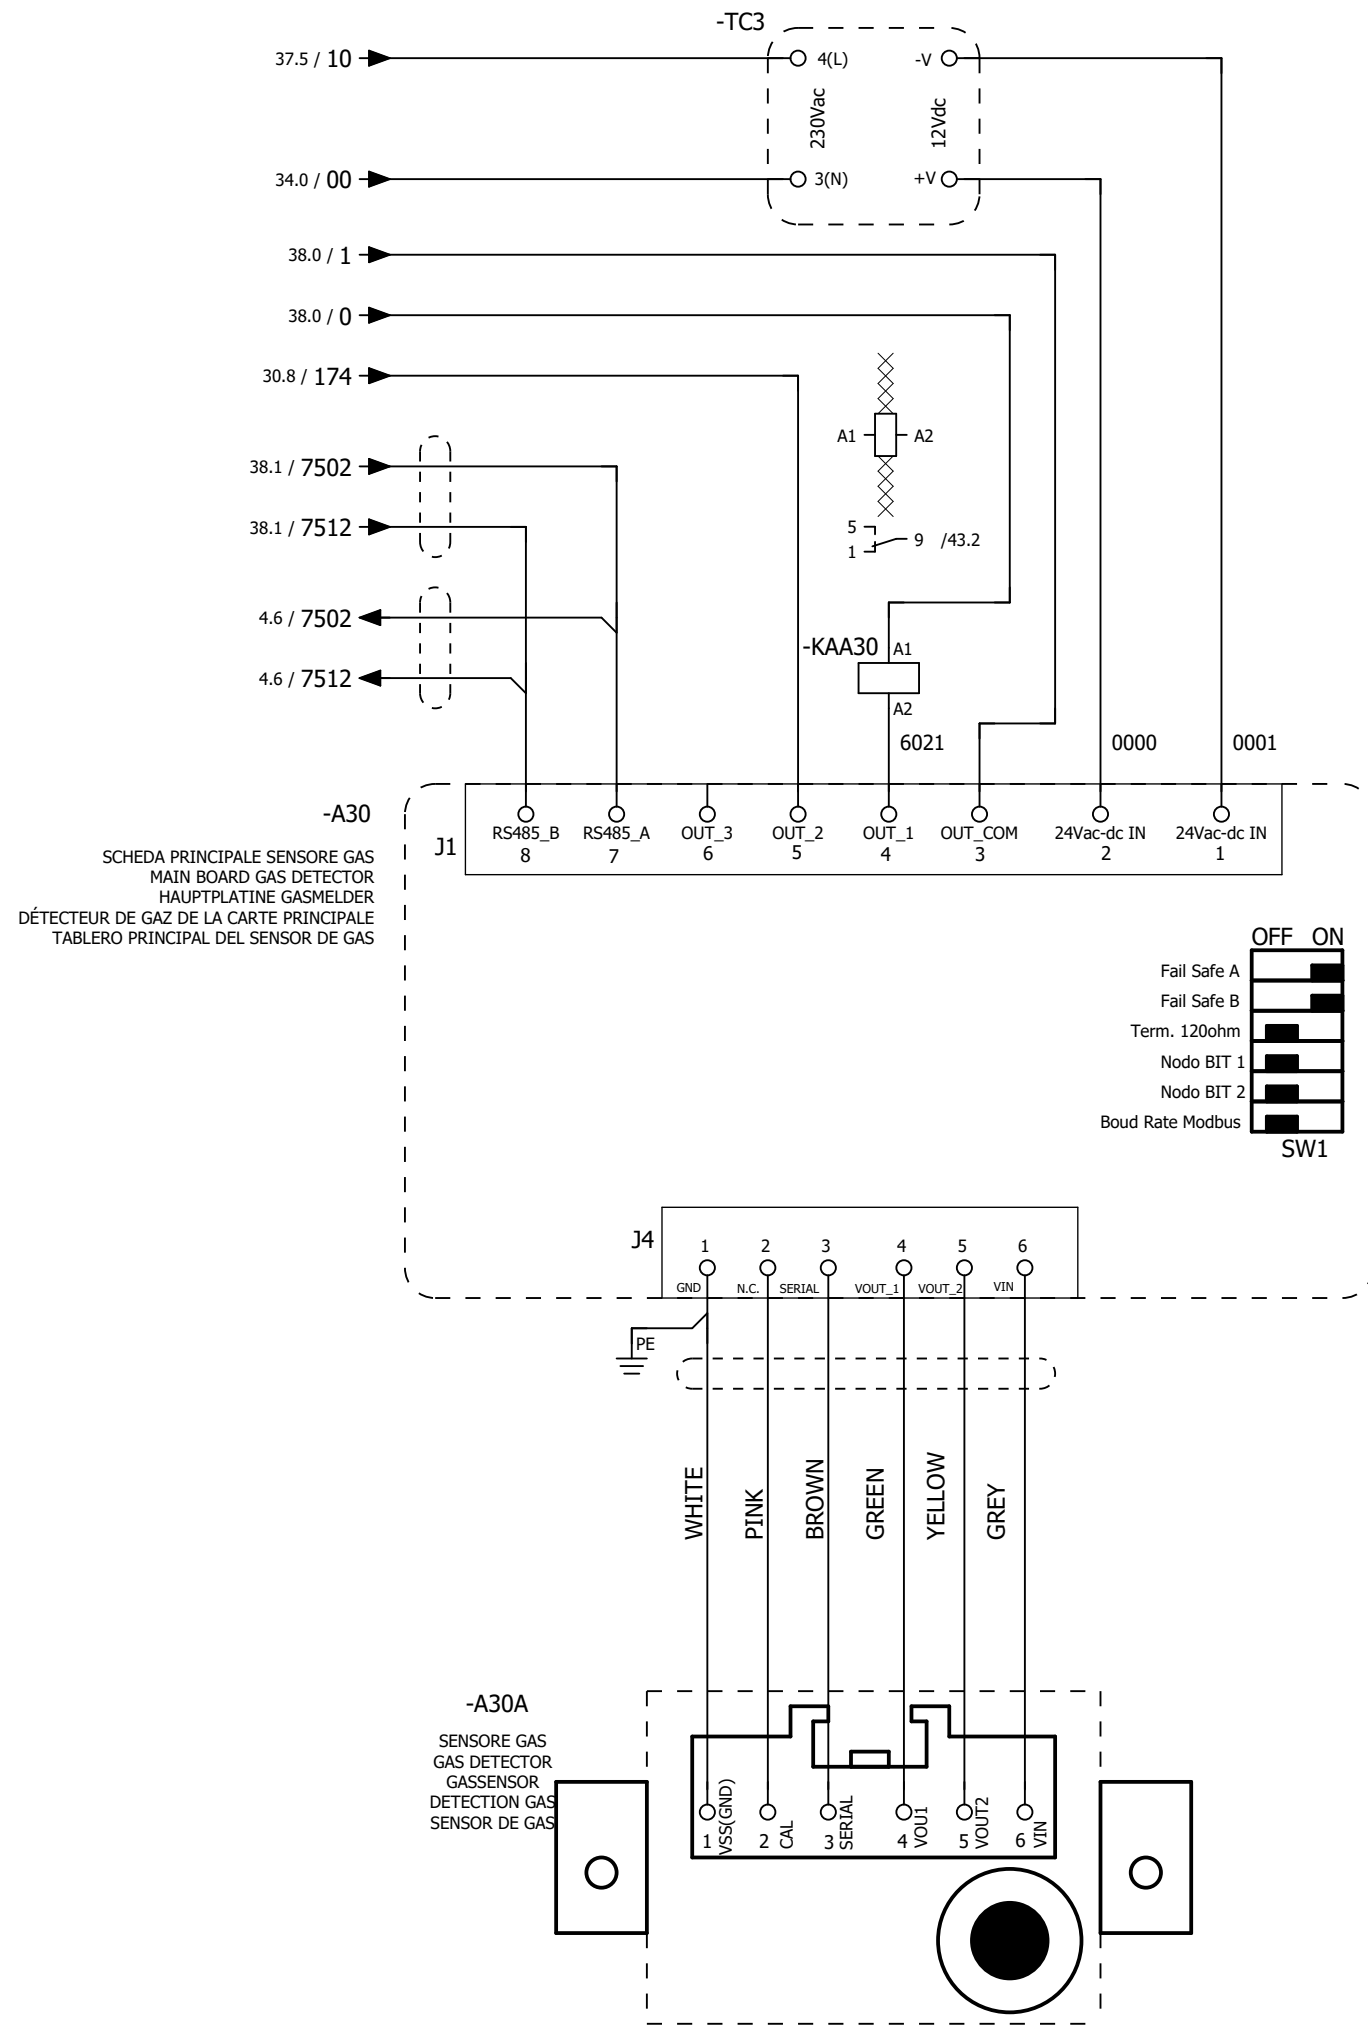 -TC3
37.5 / 10
4(L)
-V
230Vac
12Vdc
34.0 / 00
3(N)
+V
38.0 / 1
38.0 / 0
30.8 / 174
A1
A2
38.1 / 7502
38.1 / 7512
5
1
9 /43.2
4.6 / 7502
4.6 / 7512
-KAA30
A1
A2
6021
0000
0001
-A30
SCHEDA PRINCIPALE SENSORE GAS
MAIN BOARD GAS DETECTOR
HAUPTPLATINE GASMELDER
DÉTECTEUR DE GAZ DE LA CARTE PRINCIPALE
TABLERO PRINCIPAL DEL SENSOR DE GAS
J1
RS485_B RS485_A OUT_3 OUT_2 OUT_1 OUT_COM 24Vac-dc IN 24Vac-dc IN
8 7 6 5 4 3 2 1
OFF ON
Fail Safe A
Fail Safe B
Term. 120ohm
Nodo BIT 1
Nodo BIT 2
Boud Rate Modbus
SW1
J4
1 2 3 4 5 6
GND N.C. SERIAL VOUT_1 VOUT_2 VIN
PE
WHITE
PINK
BROWN
GREEN
YELLOW
GREY
-A30A
SENSORE GAS
GAS DETECTOR
GASSENSOR
DETECTION GAS
SENSOR DE GAS
1 VSS(GND)
2 CAL
3 SERIAL
4 VOU1
5 VOUT2
6 VIN